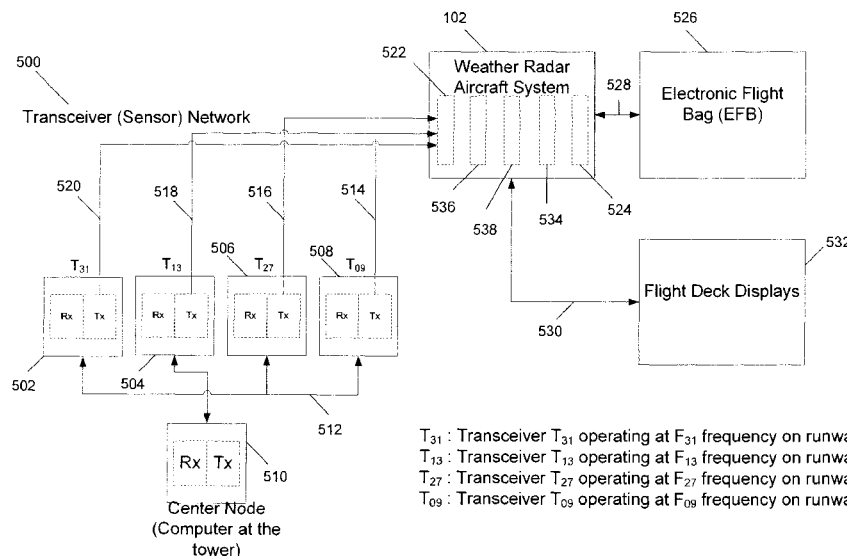 102
526
500
522
Weather Radar
Aircraft System
528
Electronic Flight
Bag (EFB)
Transceiver (Sensor) Network
520
518
516
514
536
538
534
524
532
Flight Deck Displays
530
T₃₁
T₁₃
506
T₂₇
508
T₀₉
Rx Tx
Rx Tx
Rx Tx
Rx Tx
502
504
512
Rx Tx
510
Center Node
(Computer at the
tower)
T₃₁ : Transceiver T₃₁ operating at F₃₁ frequency on runwa
T₁₃ : Transceiver T₁₃ operating at F₁₃ frequency on runwa
T₂₇ : Transceiver T₂₇ operating at F₂₇ frequency on runwa
T₀₉ : Transceiver T₀₉ operating at F₀₉ frequency on runwa